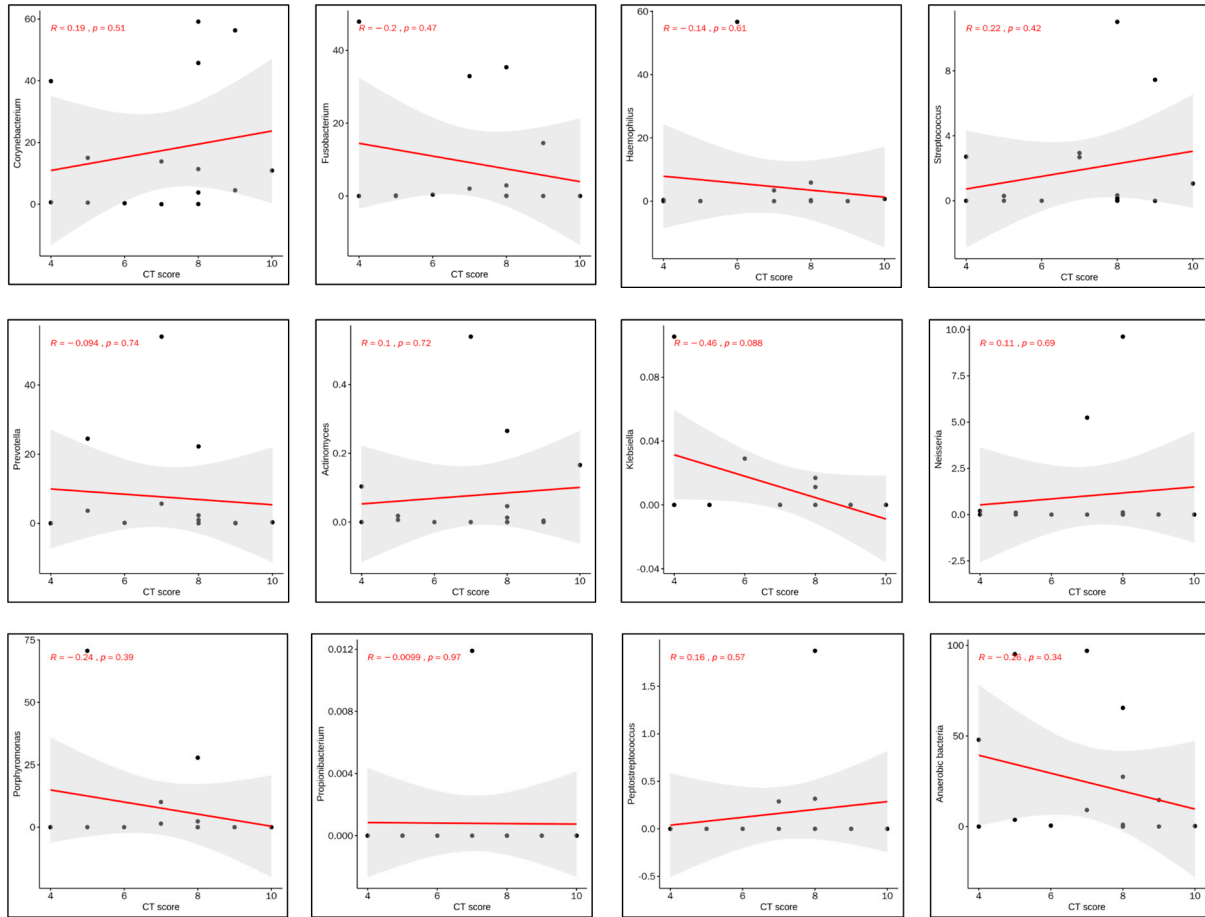 R = 0.19 , p = 0.51
60
40
20
0
Corynebacterium
4 6 8 10
CT score
R = −0.2 , p = 0.47
40
20
0
Fusobacterium
4 6 8 10
CT score
R = −0.14 , p = 0.61
60
40
20
0
Haemophilus
4 6 8 10
CT score
R = 0.22 , p = 0.42
8
4
0
Streptococcus
4 6 8 10
CT score
R = −0.094 , p = 0.74
40
20
0
Prevotella
4 6 8 10
CT score
R = 0.1 , p = 0.72
0.4
0.2
0.0
Actinomyces
4 6 8 10
CT score
R = −0.46 , p = 0.088
0.08
0.04
0.00
-0.04
Klebsiella
4 6 8 10
CT score
R = 0.11 , p = 0.69
10.0
7.5
5.0
2.5
0.0
-2.5
Neisseria
4 6 8 10
CT score
R = −0.24 , p = 0.39
75
50
25
0
Porphyromonas
4 6 8 10
CT score
R = −0.0099 , p = 0.97
0.012
0.008
0.004
0.000
Propionibacterium
4 6 8 10
CT score
R = 0.16 , p = 0.57
1.5
1.0
0.5
0.0
-0.5
Peptostreptococcus
4 6 8 10
CT score
R = −0.26 , p = 0.34
100
50
0
Anaerobic bacteria
4 6 8 10
CT score